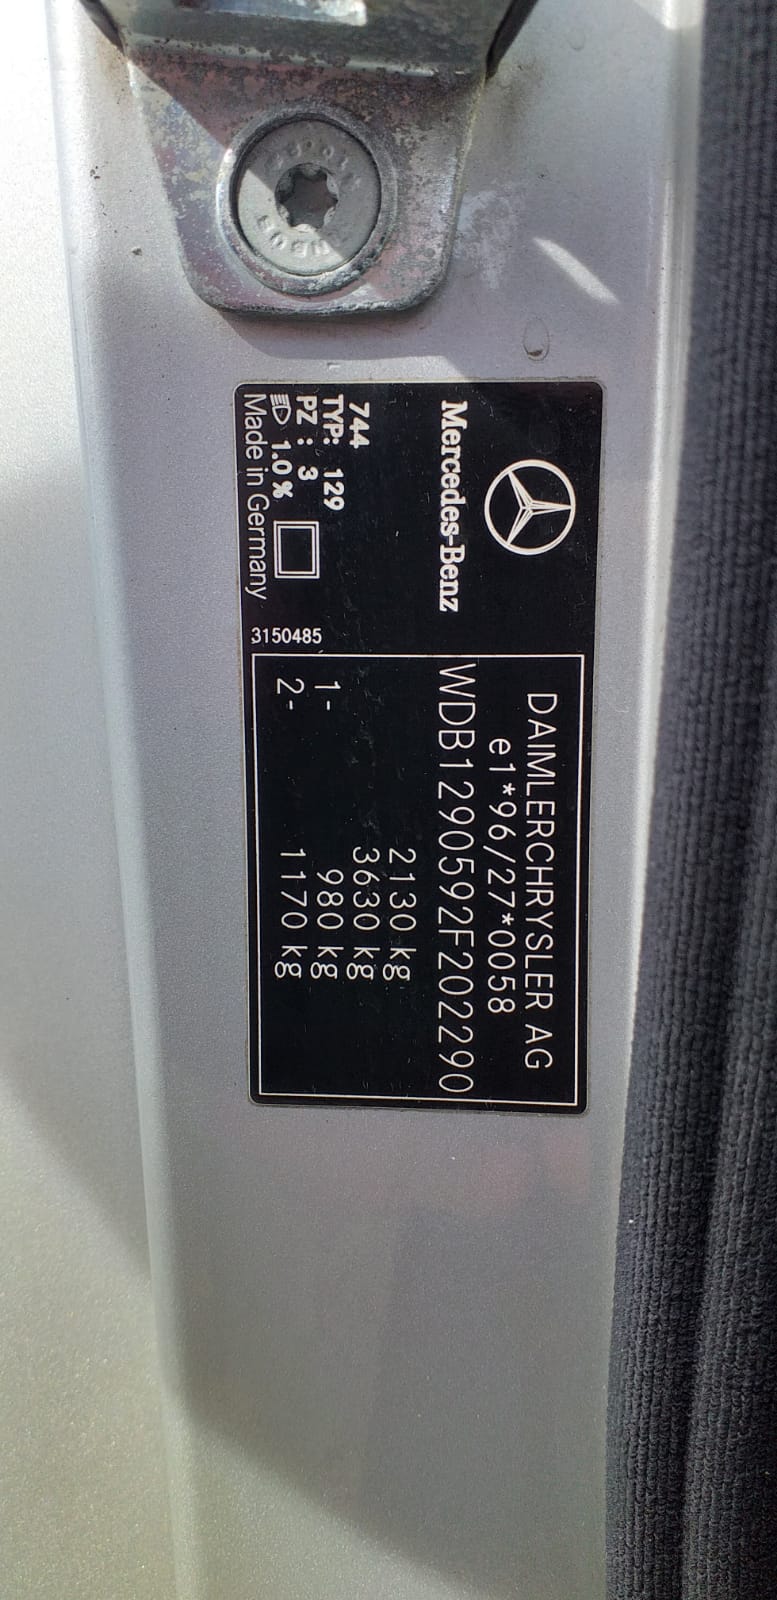 Mercedes-Benz
744
TYP: 129
PZ : 3
1.0%
Made in Germany
3150485
DAIMLERCHRYSLER AG
e1*96/27*0058
WDB1290592F202290
2130 kg
3630 kg
1- 980 kg
2- 1170 kg